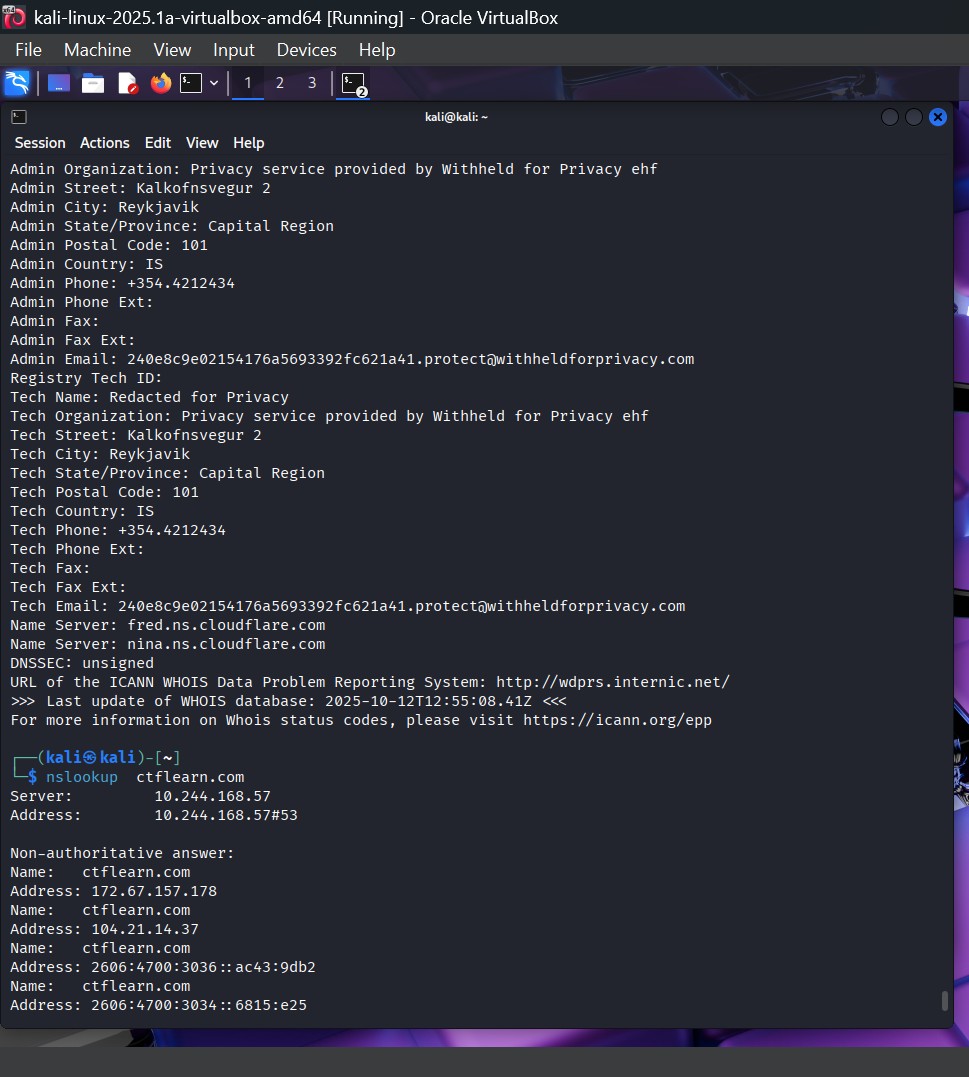 kali-linux-2025.1a-virtualbox-amd64 [Running] - Oracle VirtualBox
File Machine View Input Devices Help
1 2 3 2
kali@kali: ~
Session Actions Edit View Help
Admin Organization: Privacy service provided by Withheld for Privacy ehf
Admin Street: Kalkofnsvegur 2
Admin City: Reykjavik
Admin State/Province: Capital Region
Admin Postal Code: 101
Admin Country: IS
Admin Phone: +354.4212434
Admin Phone Ext:
Admin Fax:
Admin Fax Ext:
Admin Email: 240e8c9e02154176a5693392fc621a41.protect@withheldforprivacy.com
Registry Tech ID:
Tech Name: Redacted for Privacy
Tech Organization: Privacy service provided by Withheld for Privacy ehf
Tech Street: Kalkofnsvegur 2
Tech City: Reykjavik
Tech State/Province: Capital Region
Tech Postal Code: 101
Tech Country: IS
Tech Phone: +354.4212434
Tech Phone Ext:
Tech Fax:
Tech Fax Ext:
Tech Email: 240e8c9e02154176a5693392fc621a41.protect@withheldforprivacy.com
Name Server: fred.ns.cloudflare.com
Name Server: nina.ns.cloudflare.com
DNSSEC: unsigned
URL of the ICANN WHOIS Data Problem Reporting System: http://wdprs.internic.net/
>>> Last update of WHOIS database: 2025-10-12T12:55:08.41Z <<<
For more information on Whois status codes, please visit https://icann.org/epp
┌──(kali㉿kali)-[~]
└─$ nslookup  ctflearn.com
Server:         10.244.168.57
Address:        10.244.168.57#53
Non-authoritative answer:
Name:   ctflearn.com
Address: 172.67.157.178
Name:   ctflearn.com
Address: 104.21.14.37
Name:   ctflearn.com
Address: 2606:4700:3036::ac43:9db2
Name:   ctflearn.com
Address: 2606:4700:3034::6815:e25